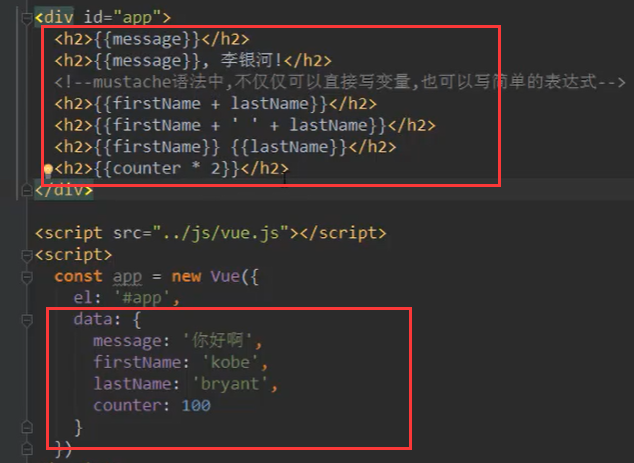 <div id="app">
<h2>{{message}}</h2>
<h2>{{message}}, 李银河!</h2>
<!--mustache语法中,不仅仅可以直接写变量,也可以写简单的表达式-->
<h2>{{firstName + lastName}}</h2>
<h2>{{firstName + ' ' + lastName}}</h2>
<h2>{{firstName}} {{lastName}}</h2>
<h2>{{counter * 2}}</h2>
</div>
<script src="../js/vue.js"></script>
<script>
const app = new Vue({
el: '#app',
data: {
message: '你好啊',
firstName: 'kobe',
lastName: 'bryant',
counter: 100
}
})